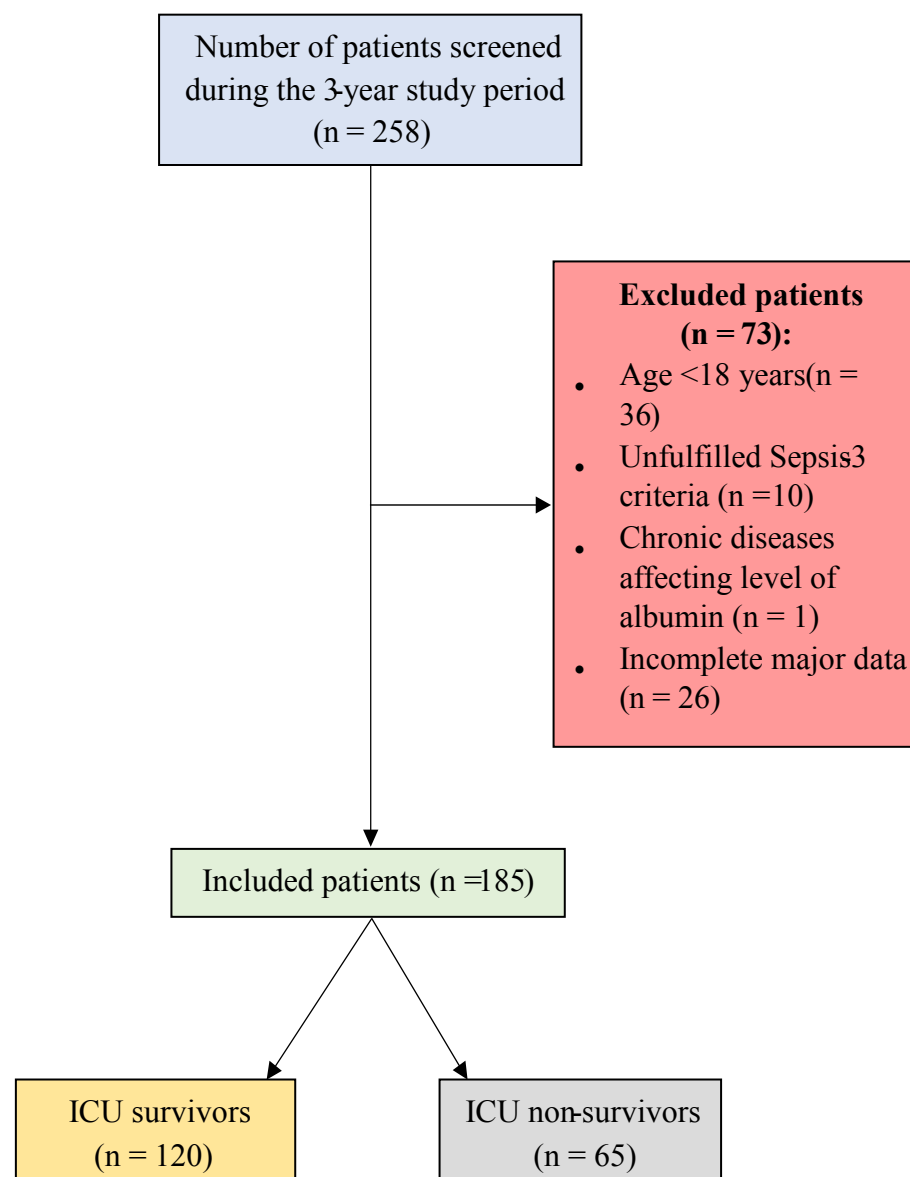 Number of patients screened
during the 3-year study period
(n = 258)
Excluded patients
(n = 73):
• Age <18 years(n =
36)
• Unfulfilled Sepsis-3
criteria (n =10)
• Chronic diseases
affecting level of
albumin (n = 1)
• Incomplete major data
(n = 26)
Included patients (n =185)
ICU survivors
(n = 120)
ICU non-survivors
(n = 65)